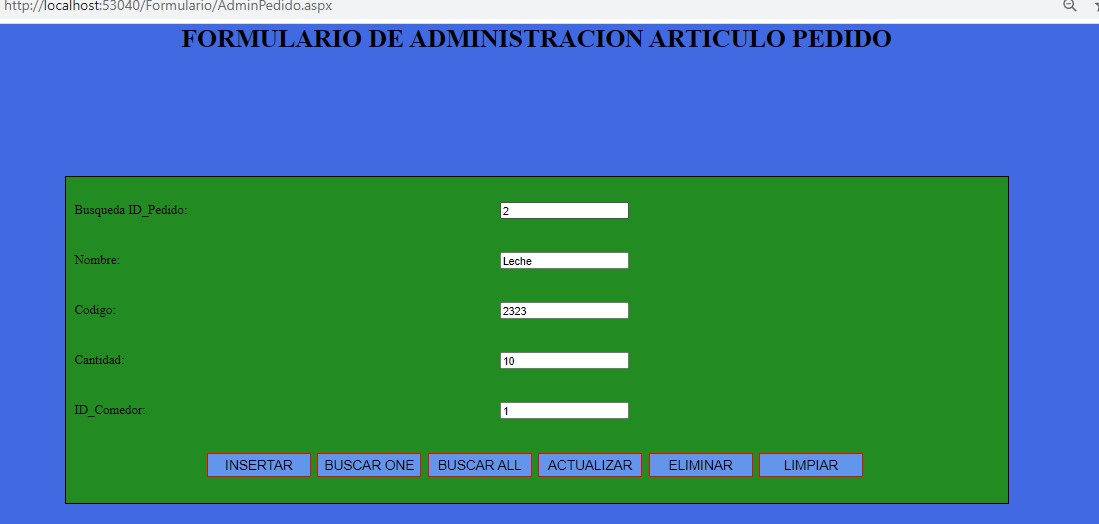 http://localhost:53040/Formulario/AdminPedido.aspx
FORMULARIO DE ADMINISTRACION ARTICULO PEDIDO
Busqueda ID_Pedido: 2
Nombre: Leche
Codigo: 2323
Cantidad: 10
ID_Comedor: 1
INSERTAR BUSCAR ONE BUSCAR ALL ACTUALIZAR ELIMINAR LIMPIAR